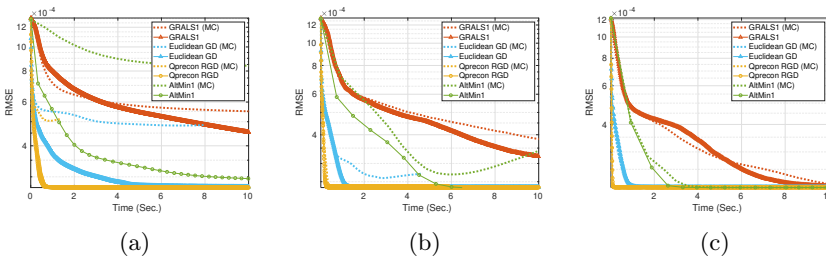 ×10⁻⁴
12
10
8
6
4
RMSE
0
2
4
6
8
10
Time (Sec.)
GRALS1 (MC)
GRALS1
Euclidean GD (MC)
Euclidean GD
Qprecon RGD (MC)
Qprecon RGD
AltMin1 (MC)
AltMin1
(a)
×10⁻⁴
12
10
8
6
4
RMSE
0
2
4
6
8
10
Time (Sec.)
GRALS1 (MC)
GRALS1
Euclidean GD (MC)
Euclidean GD
Qprecon RGD (MC)
Qprecon RGD
AltMin1 (MC)
AltMin1
(b)
×10⁻⁴
12
10
8
6
4
RMSE
0
2
4
6
8
10
Time (Sec.)
GRALS1 (MC)
GRALS1
Euclidean GD (MC)
Euclidean GD
Qprecon RGD (MC)
Qprecon RGD
AltMin1 (MC)
AltMin1
(c)